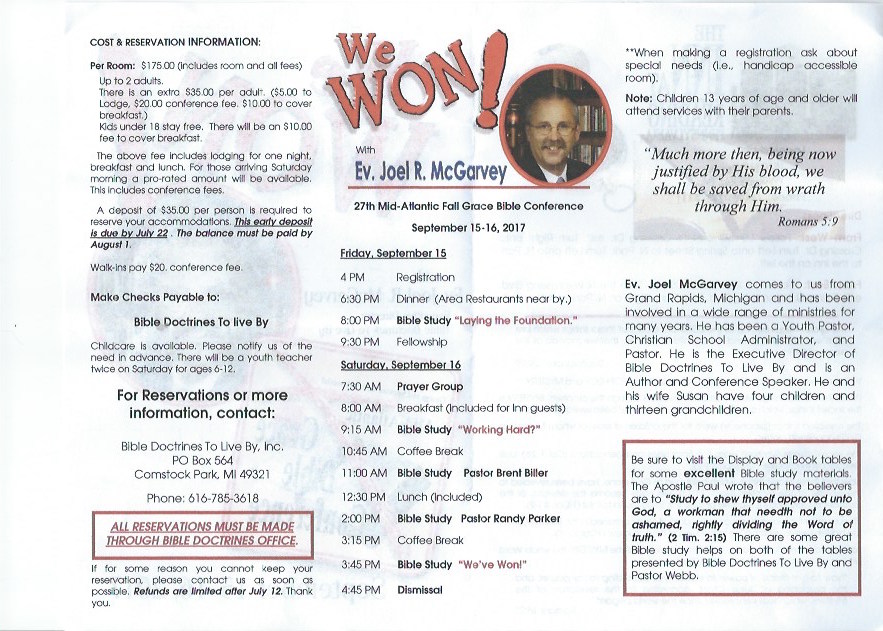 COST & RESERVATION INFORMATION:
Per Room: $175.00 (includes room and all fees)
Up to 2 adults.
There is an extra $35.00 per adult. ($5.00 to
Lodge, $20.00 conference fee. $10.00 to cover
breakfast.)
Kids under 18 stay free. There will be an $10.00
fee to cover breakfast.
The above fee includes lodging for one night,
breakfast and lunch. For those arriving Saturday
morning a pro-rated amount will be available.
This includes conference fees.
A deposit of $35.00 per person is required to
reserve your accommodations. This early deposit
is due by July 22 . The balance must be paid by
August 1.
Walk-ins pay $20. conference fee.
Make Checks Payable to:
Bible Doctrines To live By
Childcare is available. Please notify us of the
need in advance. There will be a youth teacher
twice on Saturday for ages 6-12.
For Reservations or more
information, contact:
Bible Doctrines To Live By, Inc.
PO Box 564
Comstock Park, MI 49321
Phone: 616-785-3618
ALL RESERVATIONS MUST BE MADE
THROUGH BIBLE DOCTRINES OFFICE.
If for some reason you cannot keep your
reservation, please contact us as soon as
possible. Refunds are limited after July 12. Thank
you.
We
WON!
With
Ev. Joel R. McGarvey
27th Mid-Atlantic Fall Grace Bible Conference
September 15-16, 2017
Friday, September 15
4 PM Registration
6:30 PM Dinner (Area Restaurants near by.)
8:00 PM Bible Study "Laying the Foundation."
9:30 PM Fellowship
Saturday, September 16
7:30 AM Prayer Group
8:00 AM Breakfast (Included for Inn guests)
9:15 AM Bible Study "Working Hard?"
10:45 AM Coffee Break
11:00 AM Bible Study Pastor Brent Biller
12:30 PM Lunch (Included)
2:00 PM Bible Study Pastor Randy Parker
3:15 PM Coffee Break
3:45 PM Bible Study "We've Won!"
4:45 PM Dismissal
**When making a registration ask about
special needs (i.e., handicap accessible
room).
Note: Children 13 years of age and older will
attend services with their parents.
"Much more then, being now
justified by His blood, we
shall be saved from wrath
through Him.
Romans 5:9
Ev. Joel McGarvey comes to us from
Grand Rapids, Michigan and has been
involved in a wide range of ministries for
many years. He has been a Youth Pastor,
Christian School Administrator, and
Pastor. He is the Executive Director of
Bible Doctrines To Live By and is an
Author and Conference Speaker. He and
his wife Susan have four children and
thirteen grandchildren.
Be sure to visit the Display and Book tables
for some excellent Bible study materials.
The Apostle Paul wrote that the believers
are to "Study to shew thyself approved unto
God, a workman that needth not to be
ashamed, rightly dividing the Word of
truth." (2 Tim. 2:15) There are some great
Bible study helps on both of the tables
presented by Bible Doctrines To Live By and
Pastor Webb.